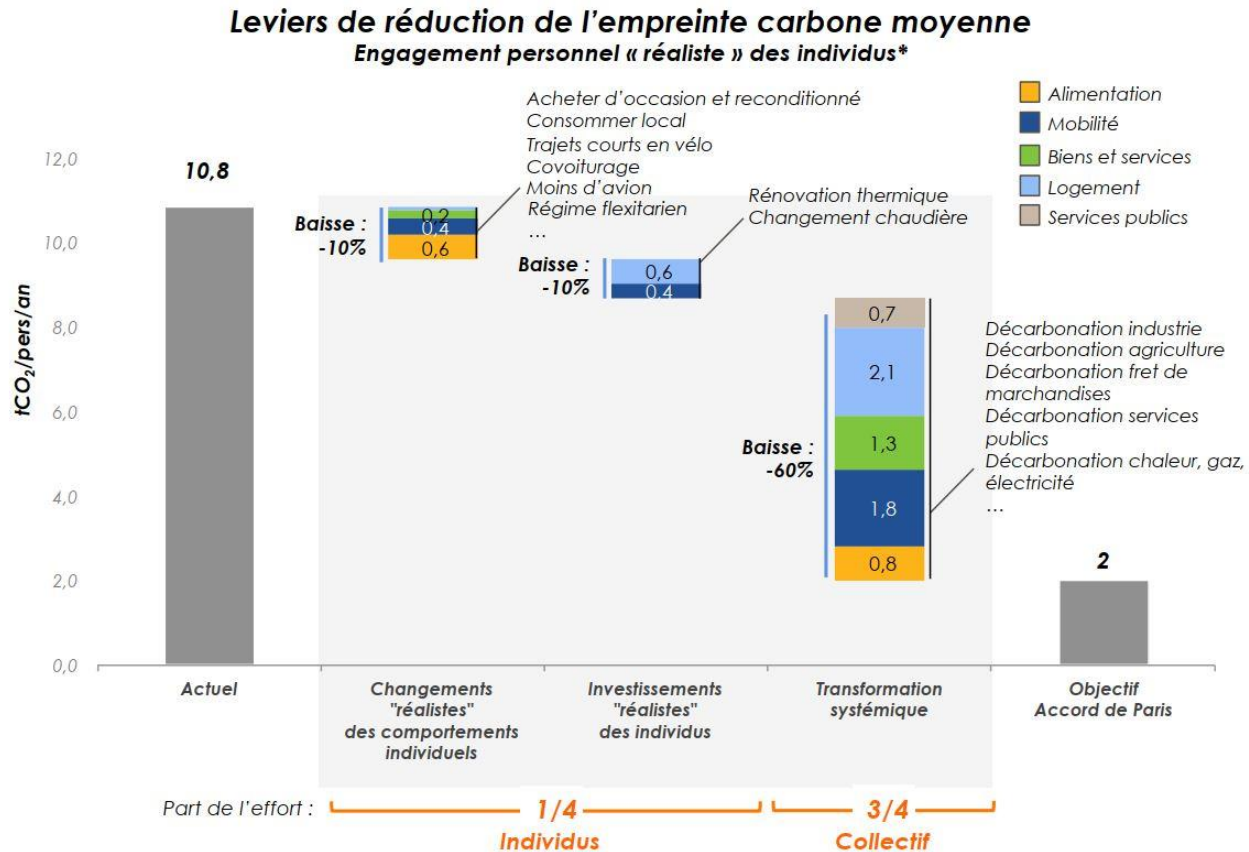 Leviers de réduction de l’empreinte carbone moyenne
Engagement personnel « réaliste » des individus*
Alimentation
Mobilité
Biens et services
Logement
Services publics
Acheter d’occasion et reconditionné
Consommer local
Trajets courts en vélo
Covoiturage
Moins d’avion
Régime flexitarien
…
Rénovation thermique
Changement chaudière
Décarbonation industrie
Décarbonation agriculture
Décarbonation fret de
marchandises
Décarbonation services
publics
Décarbonation chaleur, gaz,
électricité
…
tCO₂/pers/an
12,0
10,0
8,0
6,0
4,0
2,0
0,0
10,8
Baisse :
-10%
0,2
0,4
0,6
Baisse :
-10%
0,6
0,4
Baisse :
-60%
0,7
2,1
1,3
1,8
0,8
2
Actuel
Changements
"réalistes"
des comportements
individuels
Investissements
"réalistes"
des individus
Transformation
systémique
Objectif
Accord de Paris
Part de l’effort :
1/4
Individus
3/4
Collectif